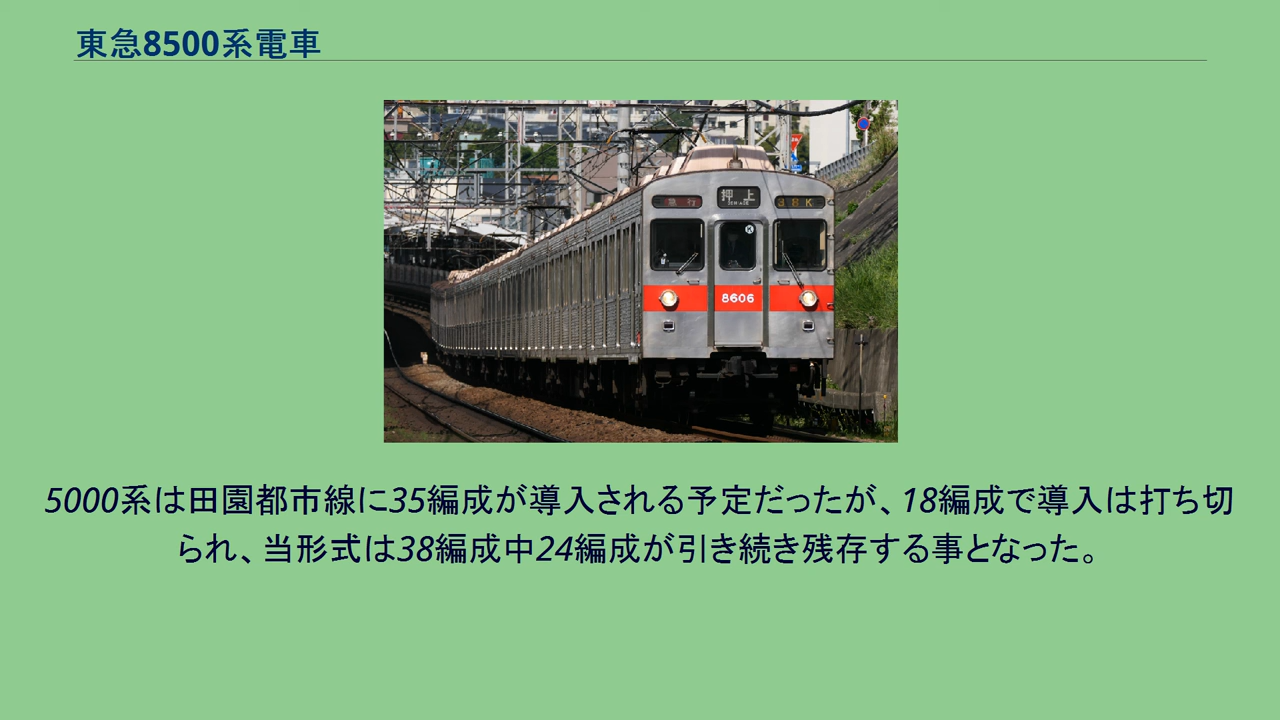 東急8500系電車
急行
押上
38K
K
8606
5000系は田園都市線に35編成が導入される予定だったが、18編成で導入は打ち切
られ、当形式は38編成中24編成が引き続き残存する事となった。